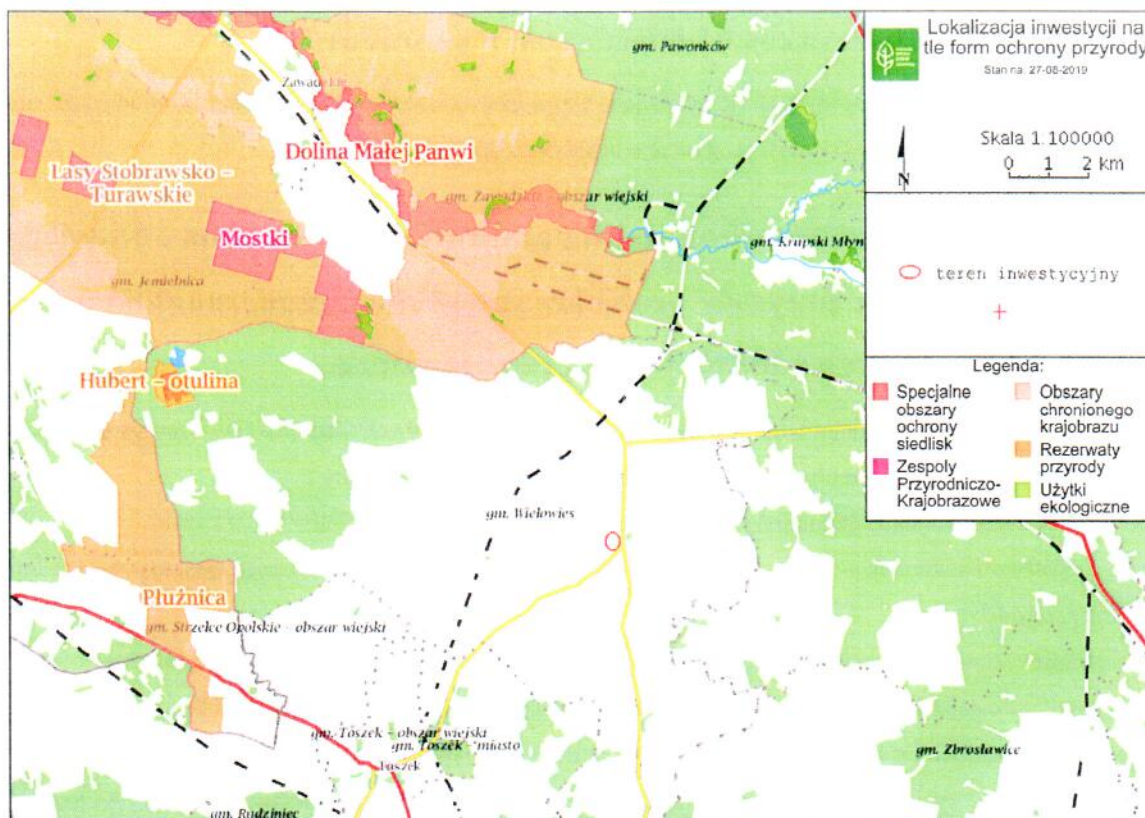 Lokalizacja inwestycji na
tle form ochrony przyrody
Stan na: 27-08-2019
Skala 1:100000
0 1 2 km
N
teren inwestycyjny
Legenda:
Specjalne
obszary
ochrony
siedlisk
Zespoły
Przyrodniczo-
Krajobrazowe
Obszary
chronionego
krajobrazu
Rezerwaty
przyrody
Użytki
ekologiczne
gm. Pawonków
Zawadzkie
Dolina Małej Panwi
Lasy Stobrawsko -
Turawskie
gm. Zawadzkie - obszar wiejski
Mostki
gm. Krupski Młyn
gm. Jemielnica
Hubert - otulina
gm. Wielowieś
Płużnica
gm. Strzelce Opolskie - obszar wiejski
gm. Toszek - obszar wiejski
gm. Toszek - miasto
Toszek
gm. Zbrosławice
gm. Rudziniec